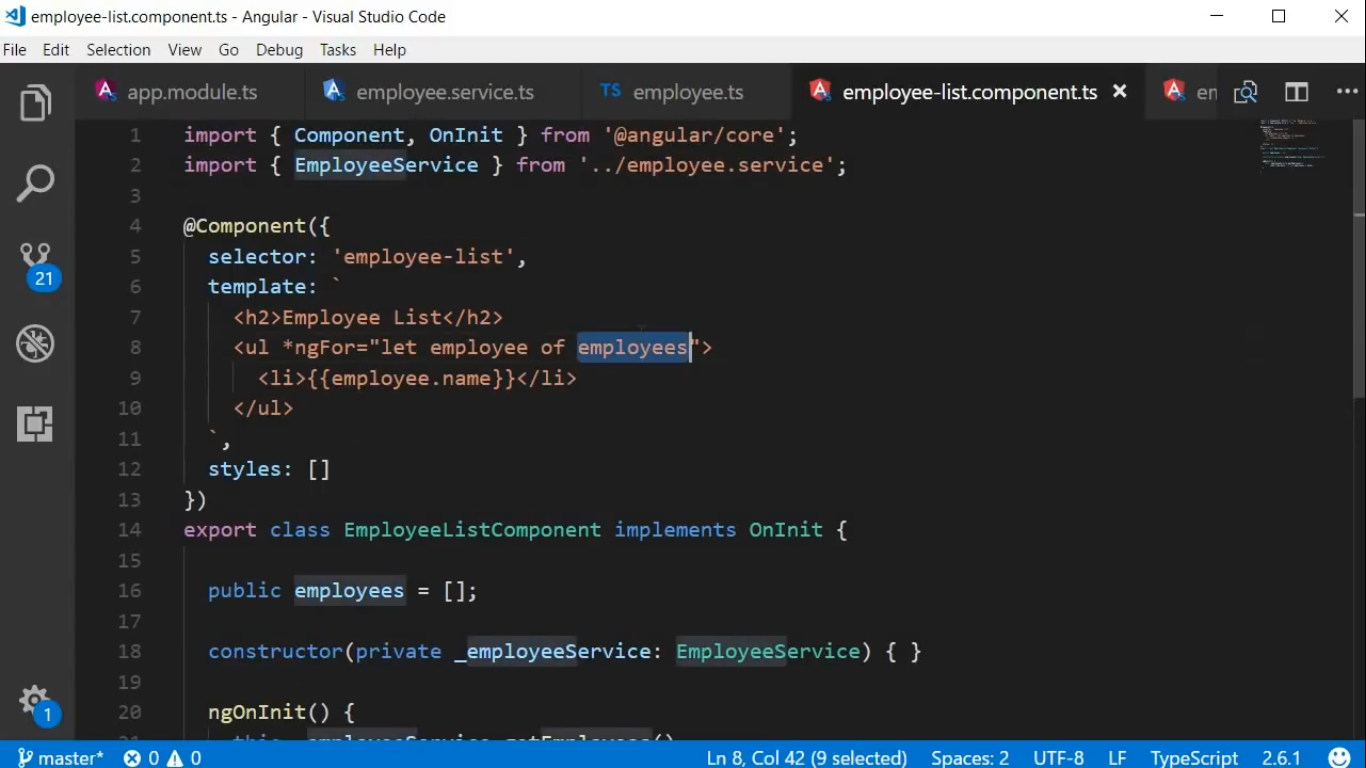 employee-list.component.ts - Angular - Visual Studio Code
File Edit Selection View Go Debug Tasks Help
app.module.ts employee.service.ts TS employee.ts employee-list.component.ts
1 import { Component, OnInit } from '@angular/core';
2 import { EmployeeService } from '../employee.service';
3
4 @Component({
5 selector: 'employee-list',
6 template: `
7 <h2>Employee List</h2>
8 <ul *ngFor="let employee of employees">
9 <li>{{employee.name}}</li>
10 </ul>
11 `,
12 styles: []
13 })
14 export class EmployeeListComponent implements OnInit {
15
16 public employees = [];
17
18 constructor(private _employeeService: EmployeeService) { }
19
20 ngOnInit() {
21
1
master* 0 0 Ln 8, Col 42 (9 selected) Spaces: 2 UTF-8 LF TypeScript 2.6.1